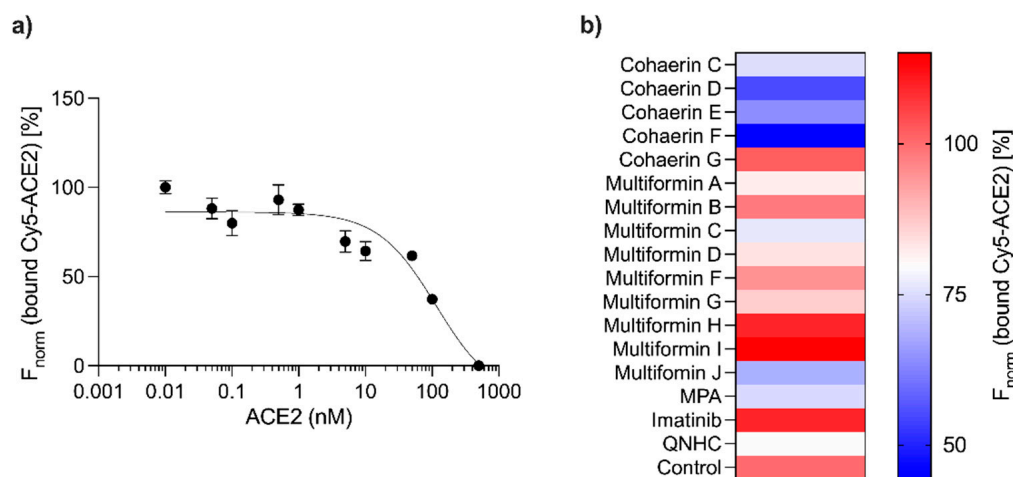 a)
150
100
50
0
F_norm (bound Cy5-ACE2) [%]
0.001 0.01 0.1 1 10 100 1000
ACE2 (nM)
b)
Cohaerin C
Cohaerin D
Cohaerin E
Cohaerin F
Cohaerin G
Multiformin A
Multiformin B
Multiformin C
Multiformin D
Multiformin F
Multiformin G
Multiformin H
Multiformin I
Multifomin J
MPA
Imatinib
QNHC
Control
100
75
50
F_norm (bound Cy5-ACE2) [%]